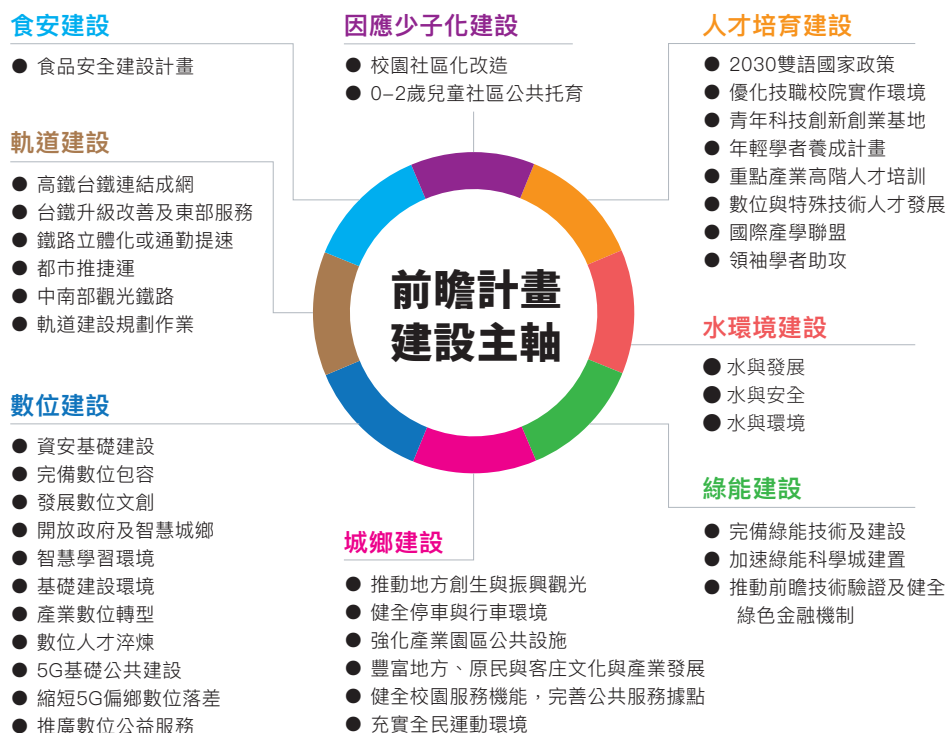 食安建設
● 食品安全建設計畫
因應少子化建設
● 校園社區化改造
● 0-2歲兒童社區公共托育
人才培育建設
● 2030雙語國家政策
● 優化技職校院實作環境
● 青年科技創新創業基地
● 年輕學者養成計畫
● 重點產業高階人才培訓
● 數位與特殊技術人才發展
● 國際產學聯盟
● 領袖學者助攻
軌道建設
● 高鐵台鐵連結成網
● 台鐵升級改善及東部服務
● 鐵路立體化或通勤提速
● 都市推捷運
● 中南部觀光鐵路
● 軌道建設規劃作業
前瞻計畫
建設主軸
水環境建設
● 水與發展
● 水與安全
● 水與環境
數位建設
● 資安基礎建設
● 完備數位包容
● 發展數位文創
● 開放政府及智慧城鄉
● 智慧學習環境
● 基礎建設環境
● 產業數位轉型
● 數位人才淬煉
● 5G基礎公共建設
● 縮短5G偏鄉數位落差
● 推廣數位公益服務
城鄉建設
● 推動地方創生與振興觀光
● 健全停車與行車環境
● 強化產業園區公共設施
● 豐富地方、原民與客庄文化與產業發展
● 健全校園服務機能，完善公共服務據點
● 充實全民運動環境
綠能建設
● 完備綠能技術及建設
● 加速綠能科學城建置
● 推動前瞻技術驗證及健全
綠色金融機制